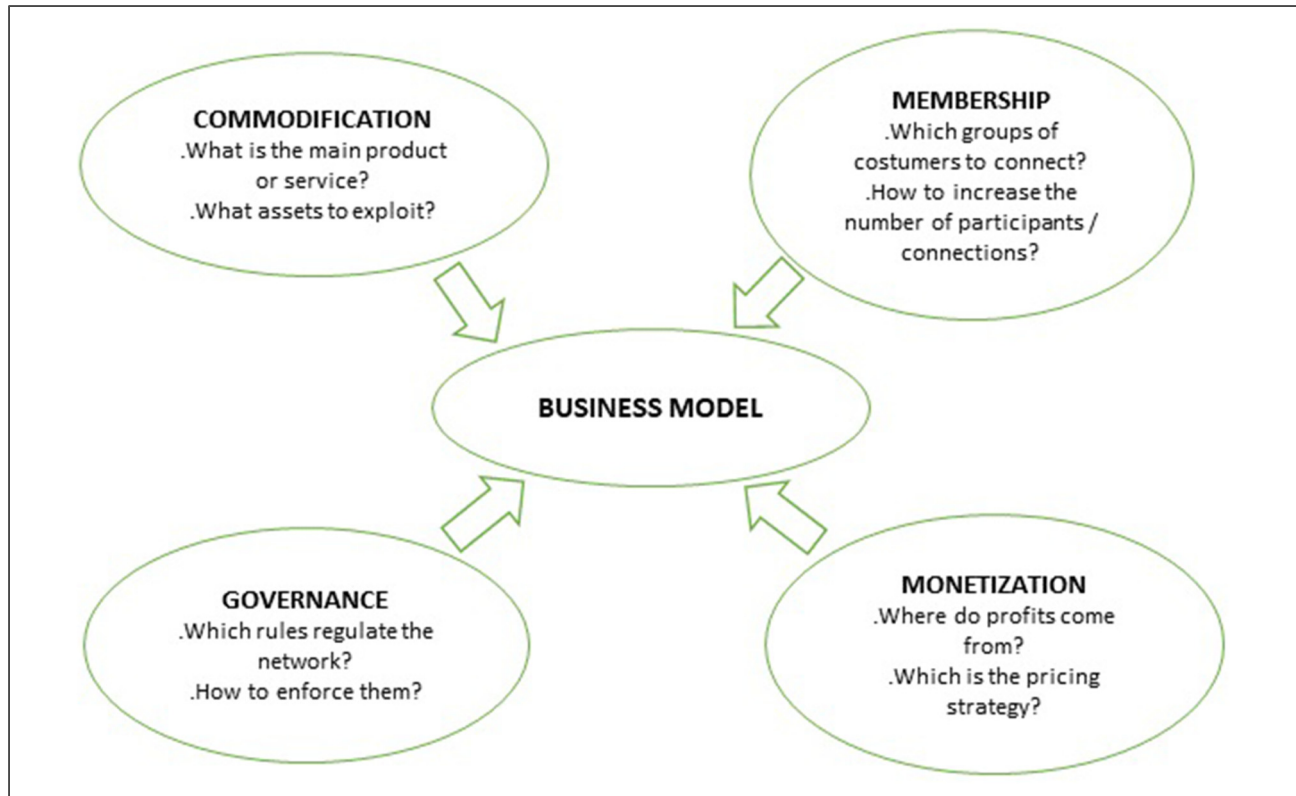 COMMODIFICATION
.What is the main product
or service?
.What assets to exploit?
MEMBERSHIP
.Which groups of
costumers to connect?
.How to increase the
number of participants /
connections?
BUSINESS MODEL
GOVERNANCE
.Which rules regulate the
network?
.How to enforce them?
MONETIZATION
.Where do profits come
from?
.Which is the pricing
strategy?